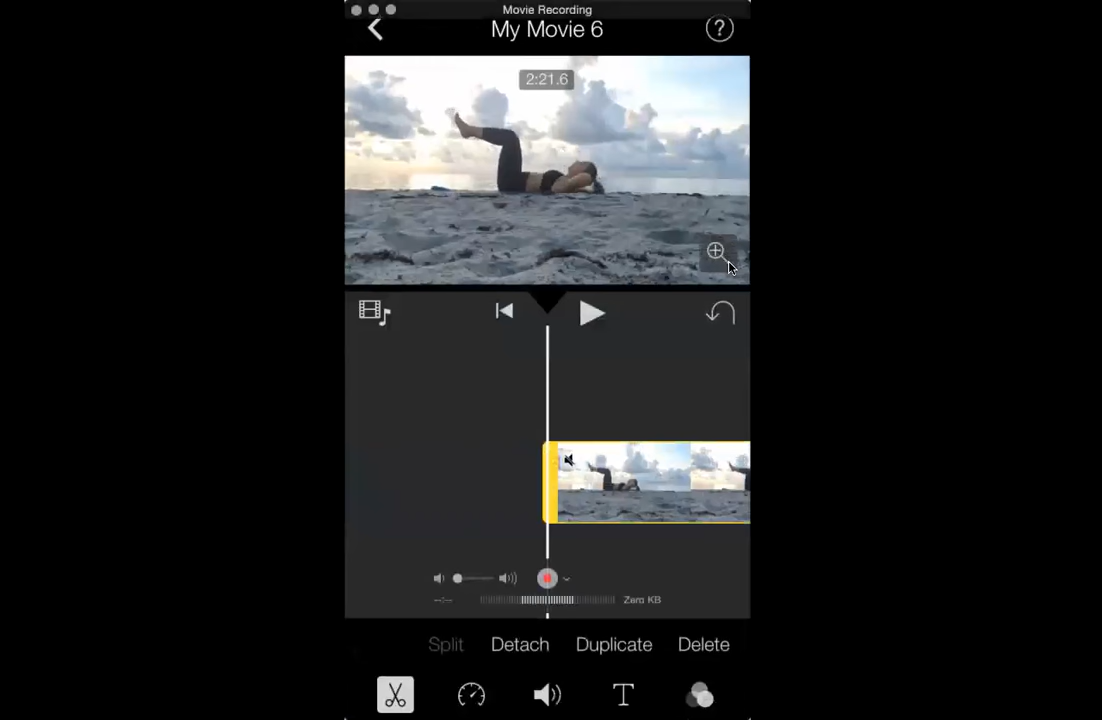 Movie Recording
My Movie 6
?
2:21.6
--:--
Zero KB
Split Detach Duplicate Delete
T